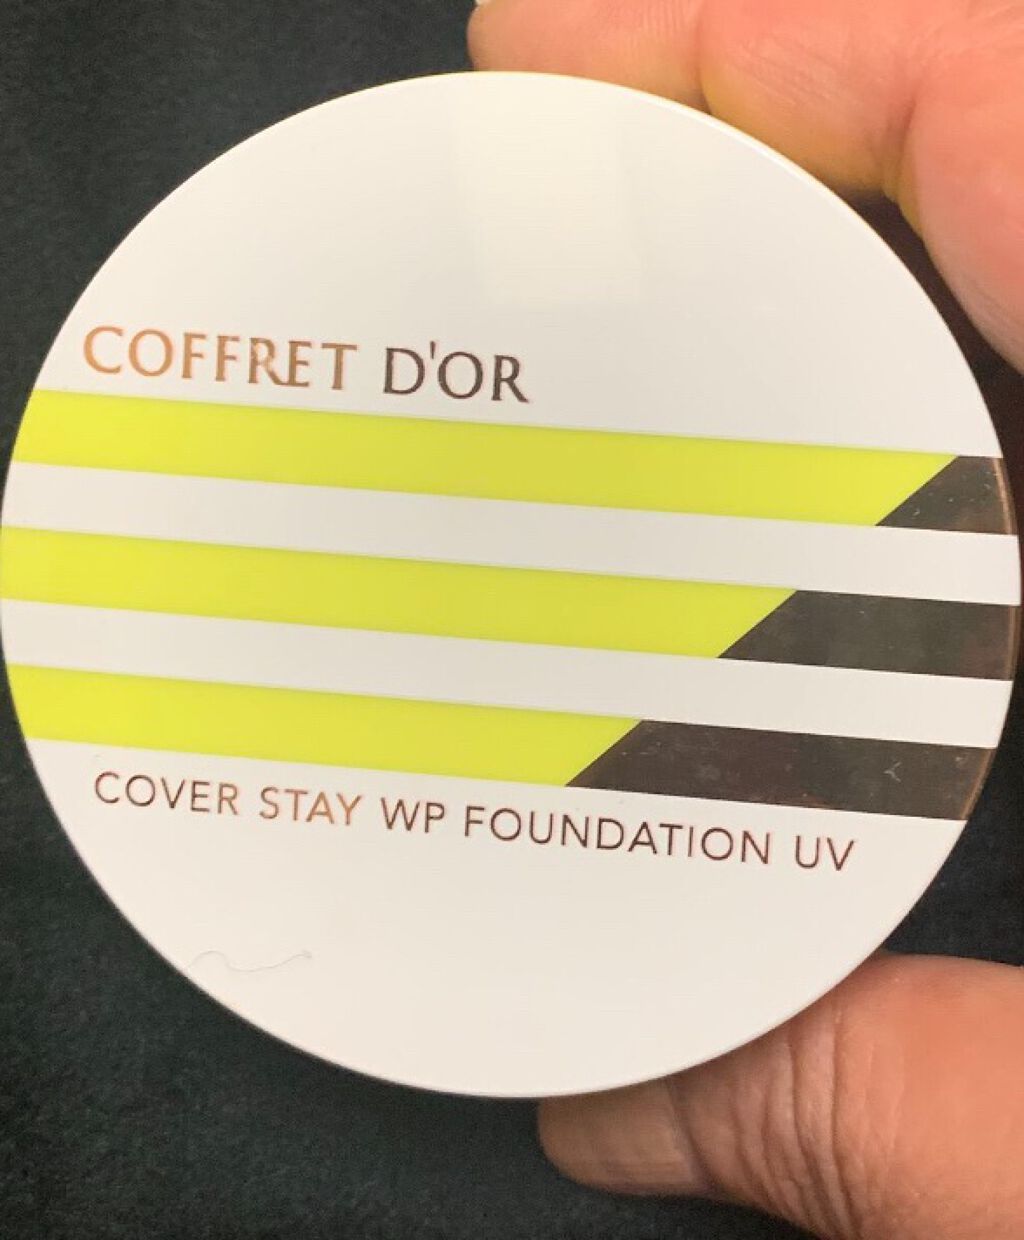 COFFRET D'OR
COVER STAY WP FOUNDATION UV